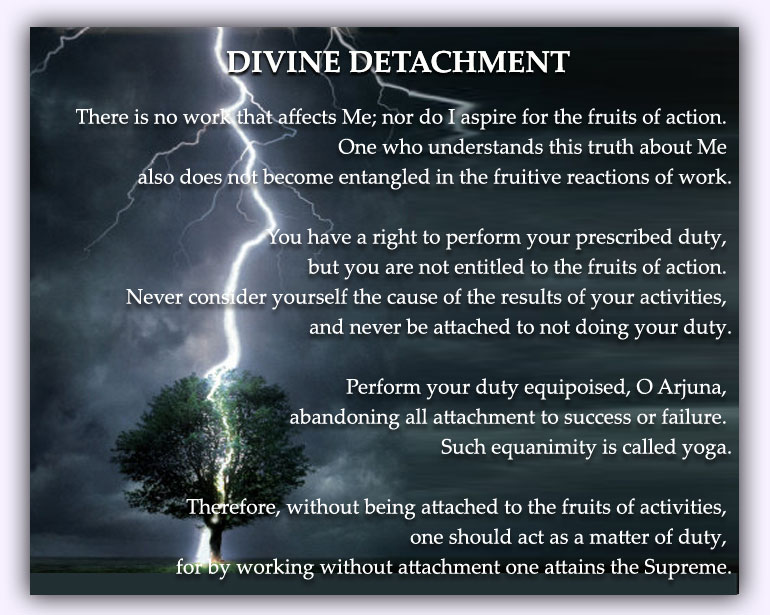 DIVINE DETACHMENT
There is no work that affects Me; nor do I aspire for the fruits of action.
One who understands this truth about Me
also does not become entangled in the fruitive reactions of work.
You have a right to perform your prescribed duty,
but you are not entitled to the fruits of action.
Never consider yourself the cause of the results of your activities,
and never be attached to not doing your duty.
Perform your duty equipoised, O Arjuna,
abandoning all attachment to success or failure.
Such equanimity is called yoga.
Therefore, without being attached to the fruits of activities,
one should act as a matter of duty,
for by working without attachment one attains the Supreme.